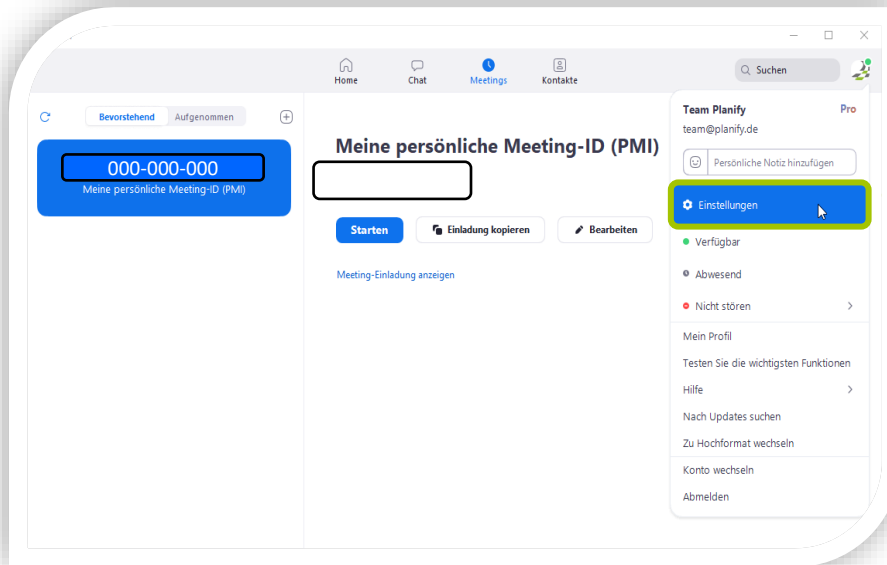 Home
Chat
Meetings
Kontakte
Suchen
Bevorstehend
Aufgenommen
000-000-000
Meine persönliche Meeting-ID (PMI)
Meine persönliche Meeting-ID (PMI)
Starten
Einladung kopieren
Bearbeiten
Meeting-Einladung anzeigen
Team Planify
Pro
team@planify.de
Persönliche Notiz hinzufügen
Einstellungen
Verfügbar
Abwesend
Nicht stören
Mein Profil
Testen Sie die wichtigsten Funktionen
Hilfe
Nach Updates suchen
Zu Hochformat wechseln
Konto wechseln
Abmelden